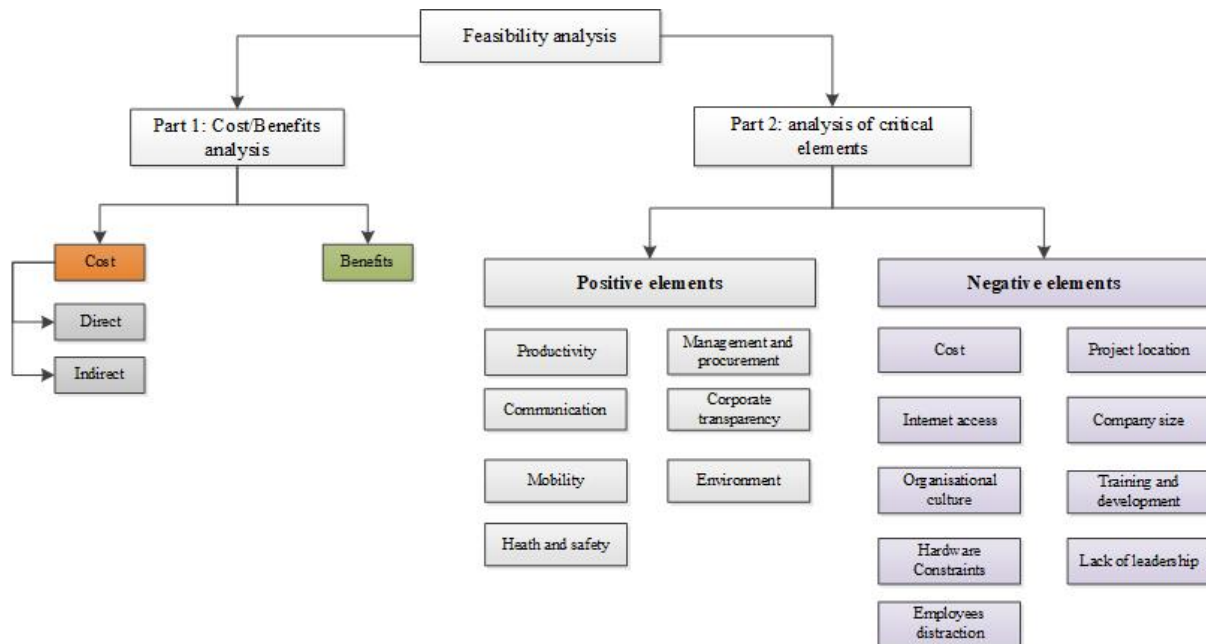 Feasibility analysis
Part 1: Cost/Benefits
analysis
Part 2: analysis of critical
elements
Cost
Benefits
Direct
Indirect
Positive elements
Negative elements
Productivity
Management and
procurement
Communication
Corporate
transparency
Mobility
Environment
Heath and safety
Cost
Project location
Internet access
Company size
Organisational
culture
Training and
development
Hardware
Constraints
Lack of leadership
Employees
distraction